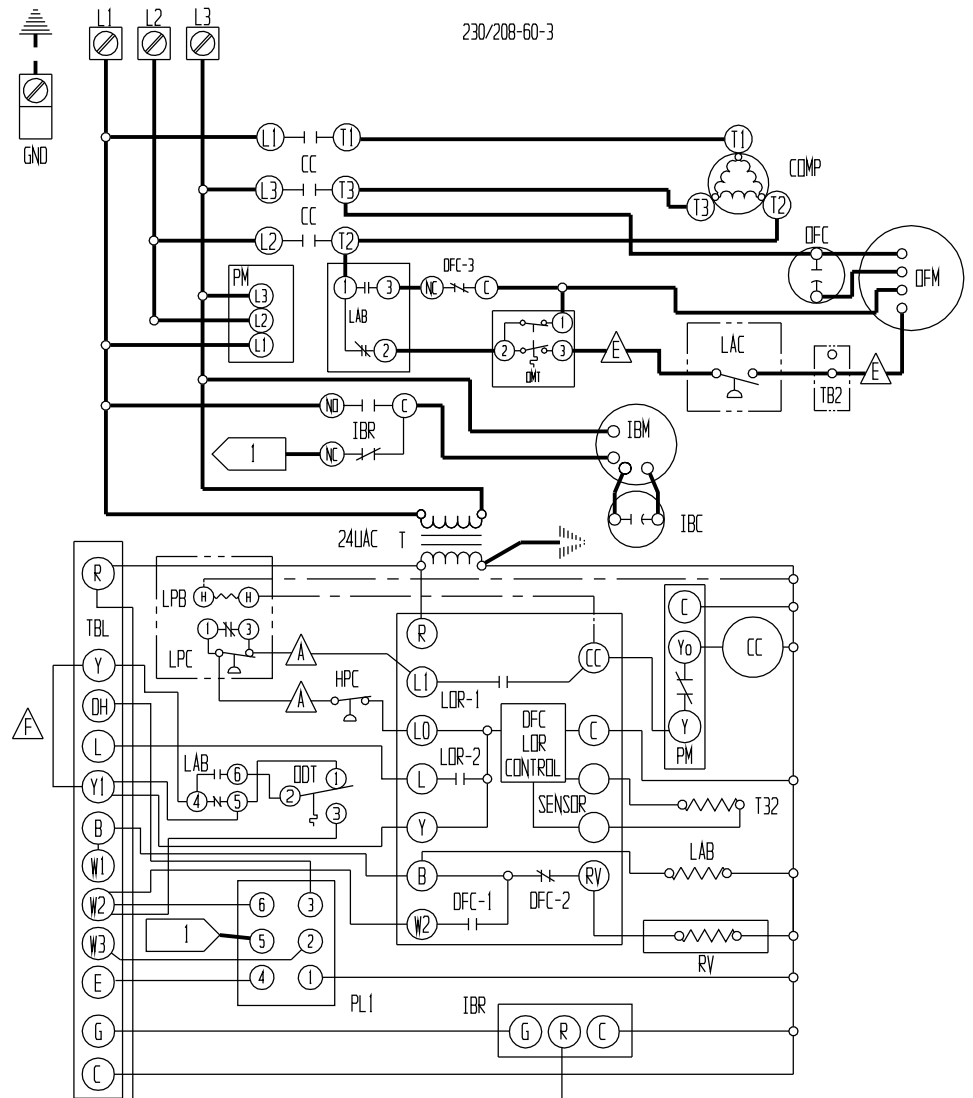 L1 L2 L3
230/208-60-3
GND
L1 T1 T1
CC
COMP
L3 T3 T3 T2
CC
L2 T2
DFC
PM
L3
L2
L1
DFC-3
1 3 NC C
LAB
2
1
2 3
OMT
E
LAC
TB2
E
OFM
NO C
IBR
1 NC
IBM
IBC
24VAC T
R
TBL
Y
DH
L
Y1
B
W1
W2
W3
E
G
C
F
LPB H H
1 3
LPC
A
A
HPC
R
L1
LOR-1
CC
LO
LOR-2
L
Y
B
W2
DFC
LOR
CONTROL
C
SENSOR
DFC-1
DFC-2
RV
C
Yo
Y
PM
CC
T32
LAB
RV
LAB
6
4 5
ODT
1
2
3
6 3
5 2
4 1
PL1
1
IBR
G R C